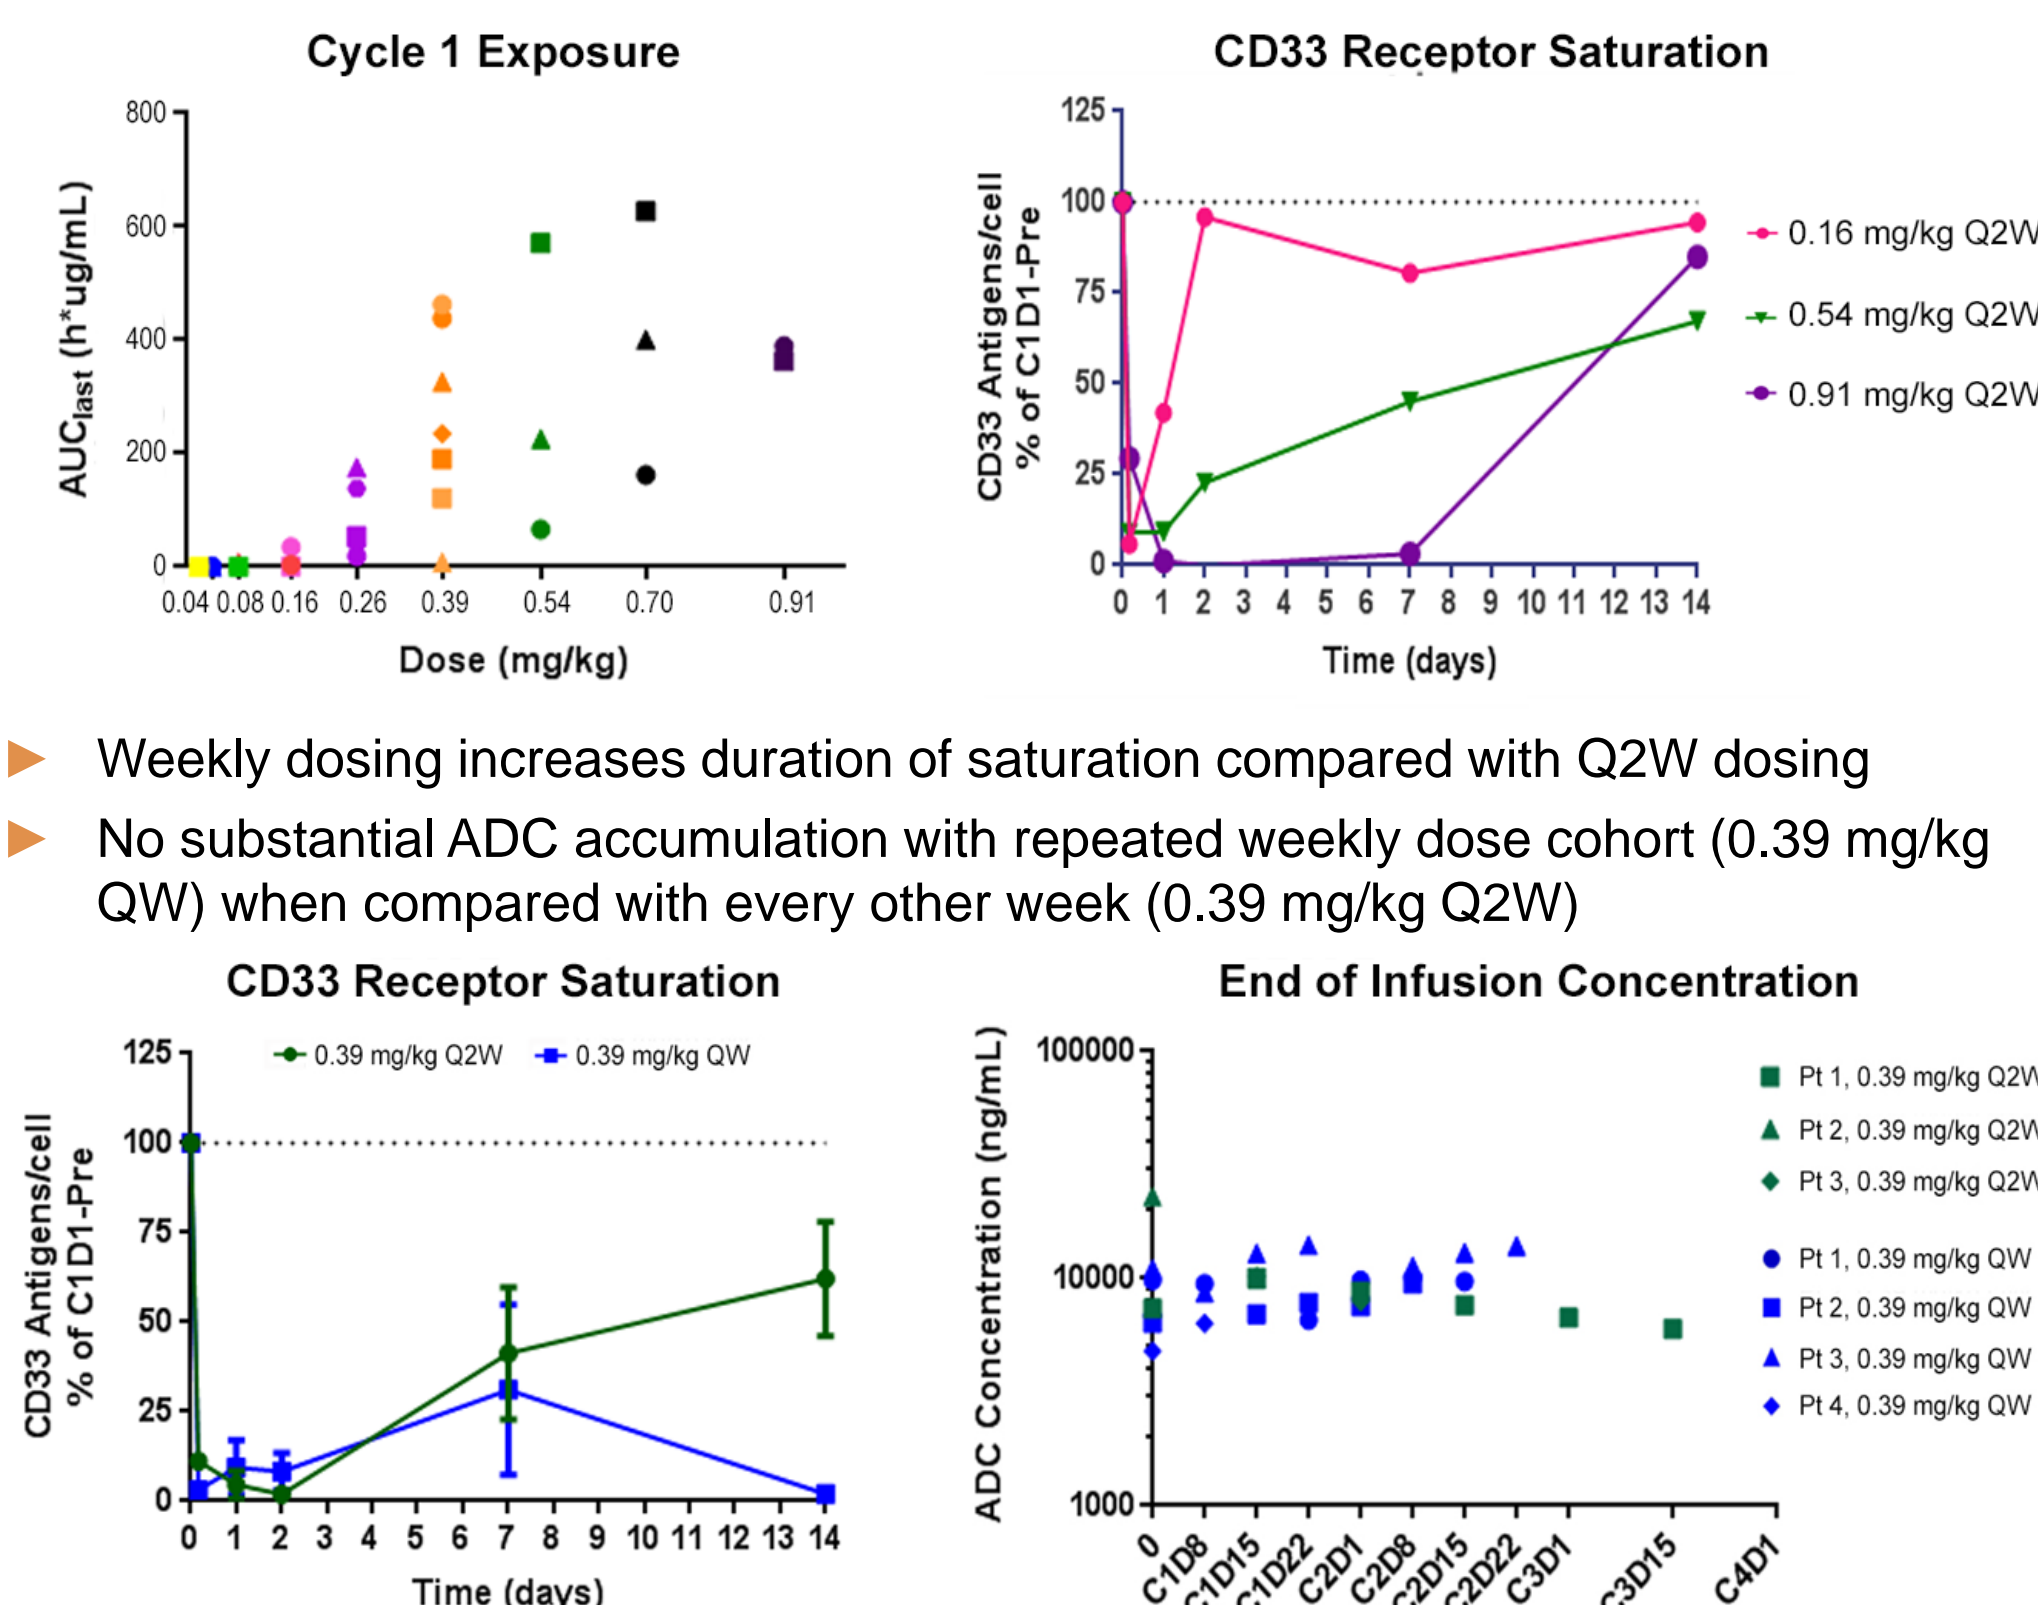 Cycle 1 Exposure
800
600
400
200
0
AUClast (h*ug/mL)
0.04 0.08 0.16 0.26 0.39 0.54 0.70 0.91
Dose (mg/kg)
CD33 Receptor Saturation
125
100
75
50
25
0
CD33 Antigens/cell
% of C1D1-Pre
0 1 2 3 4 5 6 7 8 9 10 11 12 13 14
Time (days)
0.16 mg/kg Q2W
0.54 mg/kg Q2W
0.91 mg/kg Q2W
Weekly dosing increases duration of saturation compared with Q2W dosing
No substantial ADC accumulation with repeated weekly dose cohort (0.39 mg/kg
QW) when compared with every other week (0.39 mg/kg Q2W)
CD33 Receptor Saturation
0.39 mg/kg Q2W 0.39 mg/kg QW
125
100
75
50
25
0
CD33 Antigens/cell
% of C1D1-Pre
0 1 2 3 4 5 6 7 8 9 10 11 12 13 14
Time (days)
End of Infusion Concentration
100000
10000
1000
ADC Concentration (ng/mL)
0 C1D8 C1D15 C1D22 C2D1 C2D8 C2D15 C2D22 C3D1 C3D15 C4D1
Pt 1, 0.39 mg/kg Q2W
Pt 2, 0.39 mg/kg Q2W
Pt 3, 0.39 mg/kg Q2W
Pt 1, 0.39 mg/kg QW
Pt 2, 0.39 mg/kg QW
Pt 3, 0.39 mg/kg QW
Pt 4, 0.39 mg/kg QW